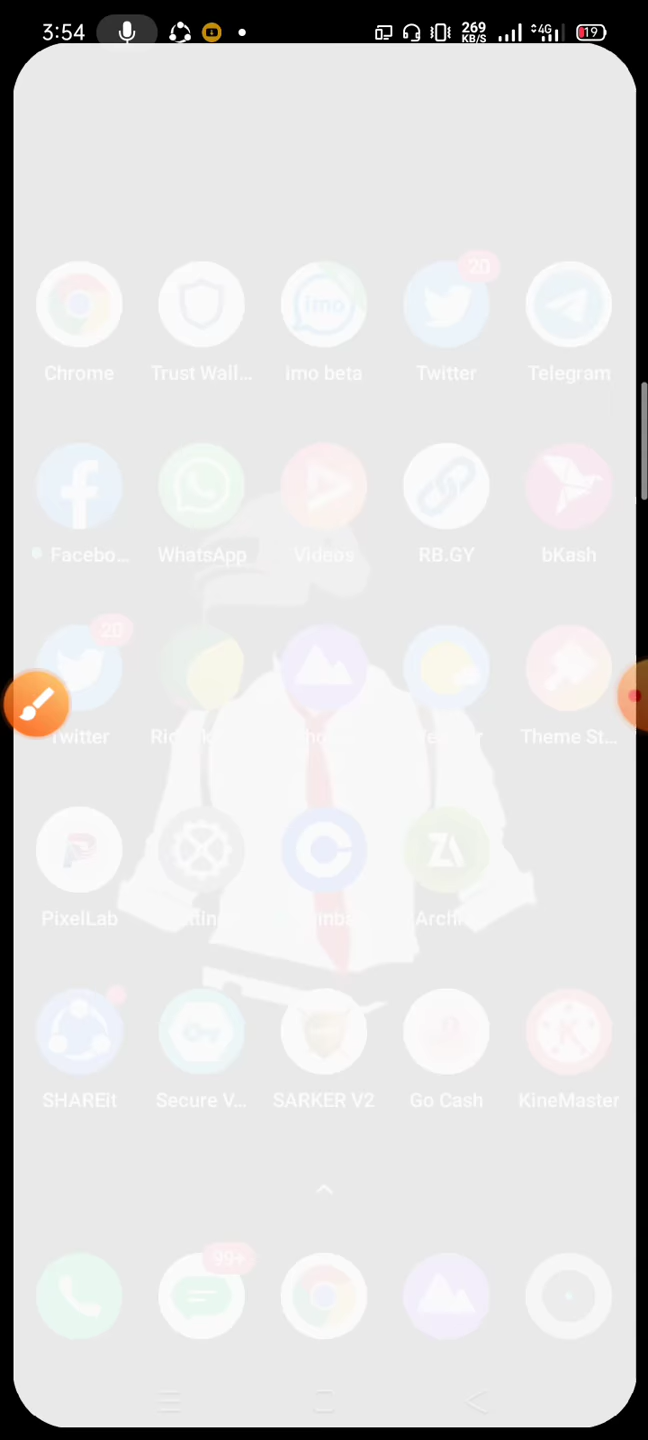 3:54
269
KB/S
4G
19
imo
20
Chrome
Trust Wall...
imo beta
Twitter
Telegram
Facebo...
WhatsApp
Videos
RB.GY
bKash
20
Twitter
Theme St...
PixelLab
SHAREit
Secure V...
SARKER V2
Go Cash
KineMaster
99+